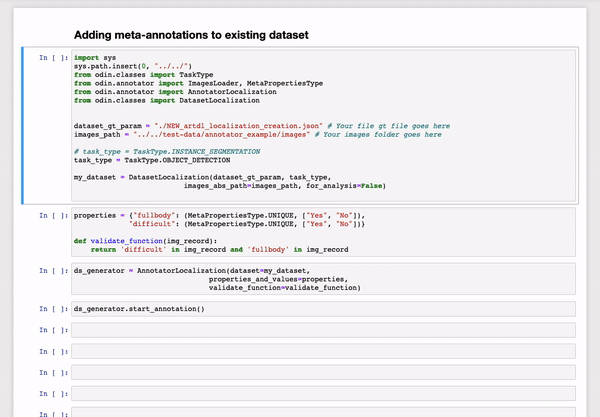 Adding meta-annotations to existing dataset
In [ ]:
import sys
sys.path.insert(0, "../../")
from odin.classes import TaskType
from odin.annotator import ImagesLoader, MetaPropertiesType
from odin.annotator import AnnotatorLocalization
from odin.classes import DatasetLocalization
dataset_gt_param = "./NEW_artdl_localization_creation.json" # Your file gt file goes here
images_path = "../../test-data/annotator_example/images" # Your images folder goes here
# task_type = TaskType.INSTANCE_SEGMENTATION
task_type = TaskType.OBJECT_DETECTION
my_dataset = DatasetLocalization(dataset_gt_param, task_type,
images_abs_path=images_path, for_analysis=False)
In [ ]:
properties = {"fullbody": (MetaPropertiesType.UNIQUE, ["Yes", "No"]),
"difficult": (MetaPropertiesType.UNIQUE, ["Yes", "No"])}
def validate_function(img_record):
return 'difficult' in img_record and 'fullbody' in img_record
In [ ]:
ds_generator = AnnotatorLocalization(dataset=my_dataset,
properties_and_values=properties,
validate_function=validate_function)
In [ ]:
ds_generator.start_annotation()
In [ ]:
In [ ]:
In [ ]:
In [ ]:
In [ ]: